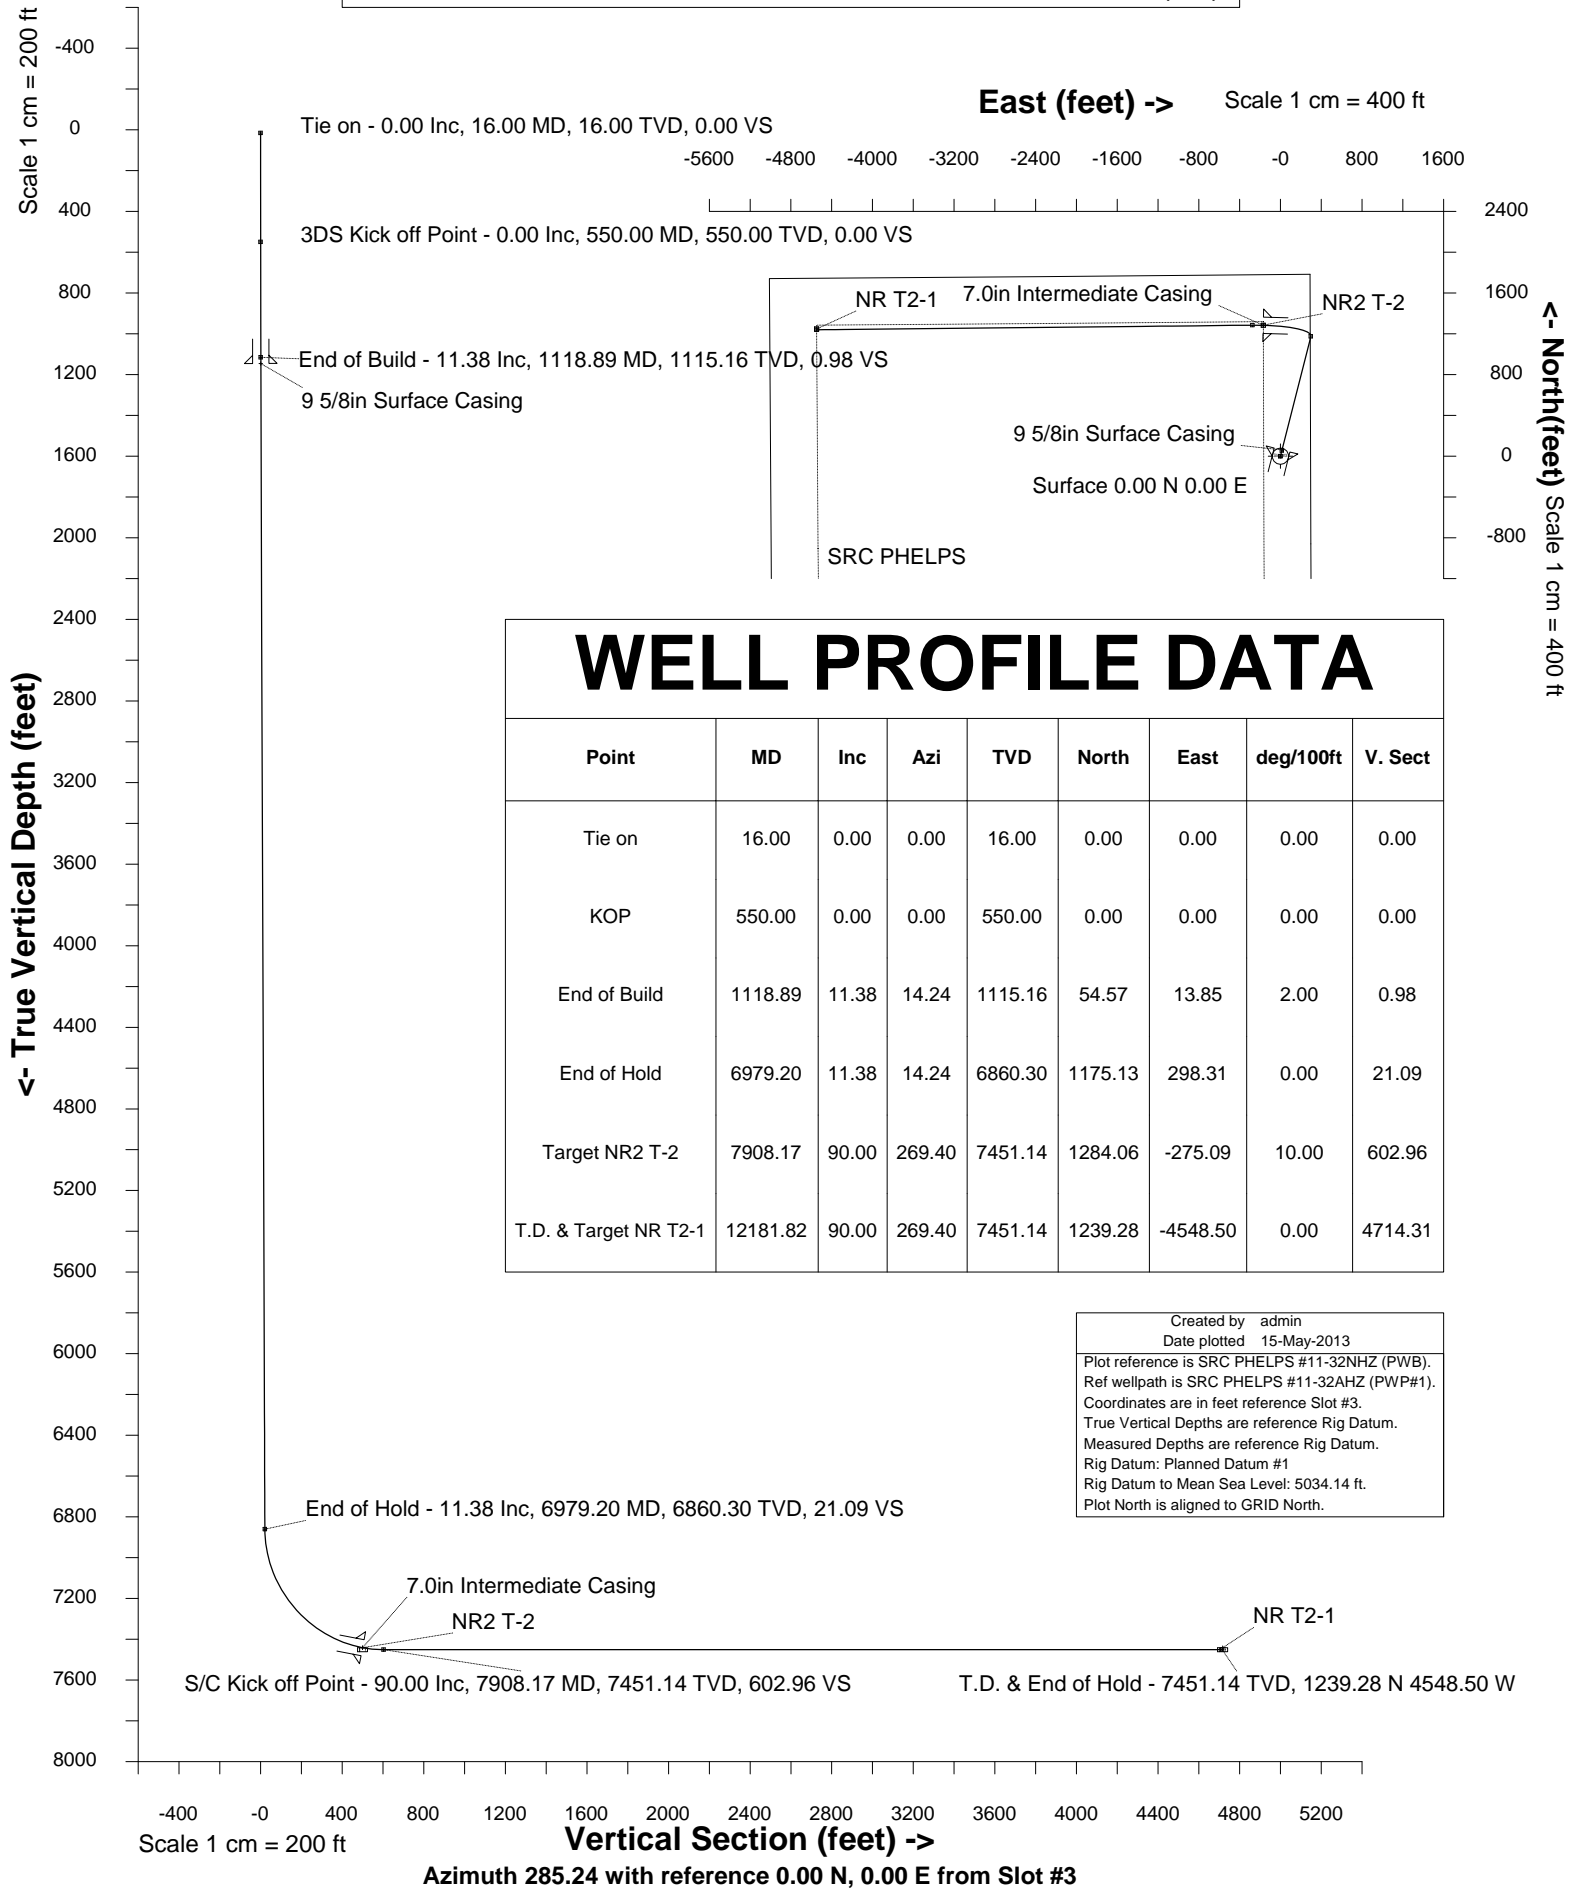 Scale 1 cm = 200 ft
-400
0
400
800
1200
1600
2000
2400
2800
3200
3600
4000
4400
4800
5200
5600
6000
6400
6800
7200
7600
8000
<- True Vertical Depth (feet)
Tie on - 0.00 Inc, 16.00 MD, 16.00 TVD, 0.00 VS
3DS Kick off Point - 0.00 Inc, 550.00 MD, 550.00 TVD, 0.00 VS
End of Build - 11.38 Inc, 1118.89 MD, 1115.16 TVD, 0.98 VS
9 5/8in Surface Casing
East (feet) -> Scale 1 cm = 400 ft
-5600 -4800 -4000 -3200 -2400 -1600 -800 -0 800 1600
2400
1600
800
0
-800
<- North(feet) Scale 1 cm = 400 ft
NR T2-1
7.0in Intermediate Casing
NR2 T-2
9 5/8in Surface Casing
Surface 0.00 N 0.00 E
SRC PHELPS
WELL PROFILE DATA
Point MD Inc Azi TVD North East deg/100ft V. Sect
Tie on 16.00 0.00 0.00 16.00 0.00 0.00 0.00 0.00
KOP 550.00 0.00 0.00 550.00 0.00 0.00 0.00 0.00
End of Build 1118.89 11.38 14.24 1115.16 54.57 13.85 2.00 0.98
End of Hold 6979.20 11.38 14.24 6860.30 1175.13 298.31 0.00 21.09
Target NR2 T-2 7908.17 90.00 269.40 7451.14 1284.06 -275.09 10.00 602.96
T.D. & Target NR T2-1 12181.82 90.00 269.40 7451.14 1239.28 -4548.50 0.00 4714.31
Created by admin
Date plotted 15-May-2013
Plot reference is SRC PHELPS #11-32NHZ (PWB).
Ref wellpath is SRC PHELPS #11-32AHZ (PWP#1).
Coordinates are in feet reference Slot #3.
True Vertical Depths are reference Rig Datum.
Measured Depths are reference Rig Datum.
Rig Datum: Planned Datum #1
Rig Datum to Mean Sea Level: 5034.14 ft.
Plot North is aligned to GRID North.
End of Hold - 11.38 Inc, 6979.20 MD, 6860.30 TVD, 21.09 VS
7.0in Intermediate Casing
NR2 T-2
NR T2-1
S/C Kick off Point - 90.00 Inc, 7908.17 MD, 7451.14 TVD, 602.96 VS
T.D. & End of Hold - 7451.14 TVD, 1239.28 N 4548.50 W
-400 -0 400 800 1200 1600 2000 2400 2800 3200 3600 4000 4400 4800 5200
Scale 1 cm = 200 ft
Vertical Section (feet) ->
Azimuth 285.24 with reference 0.00 N, 0.00 E from Slot #3